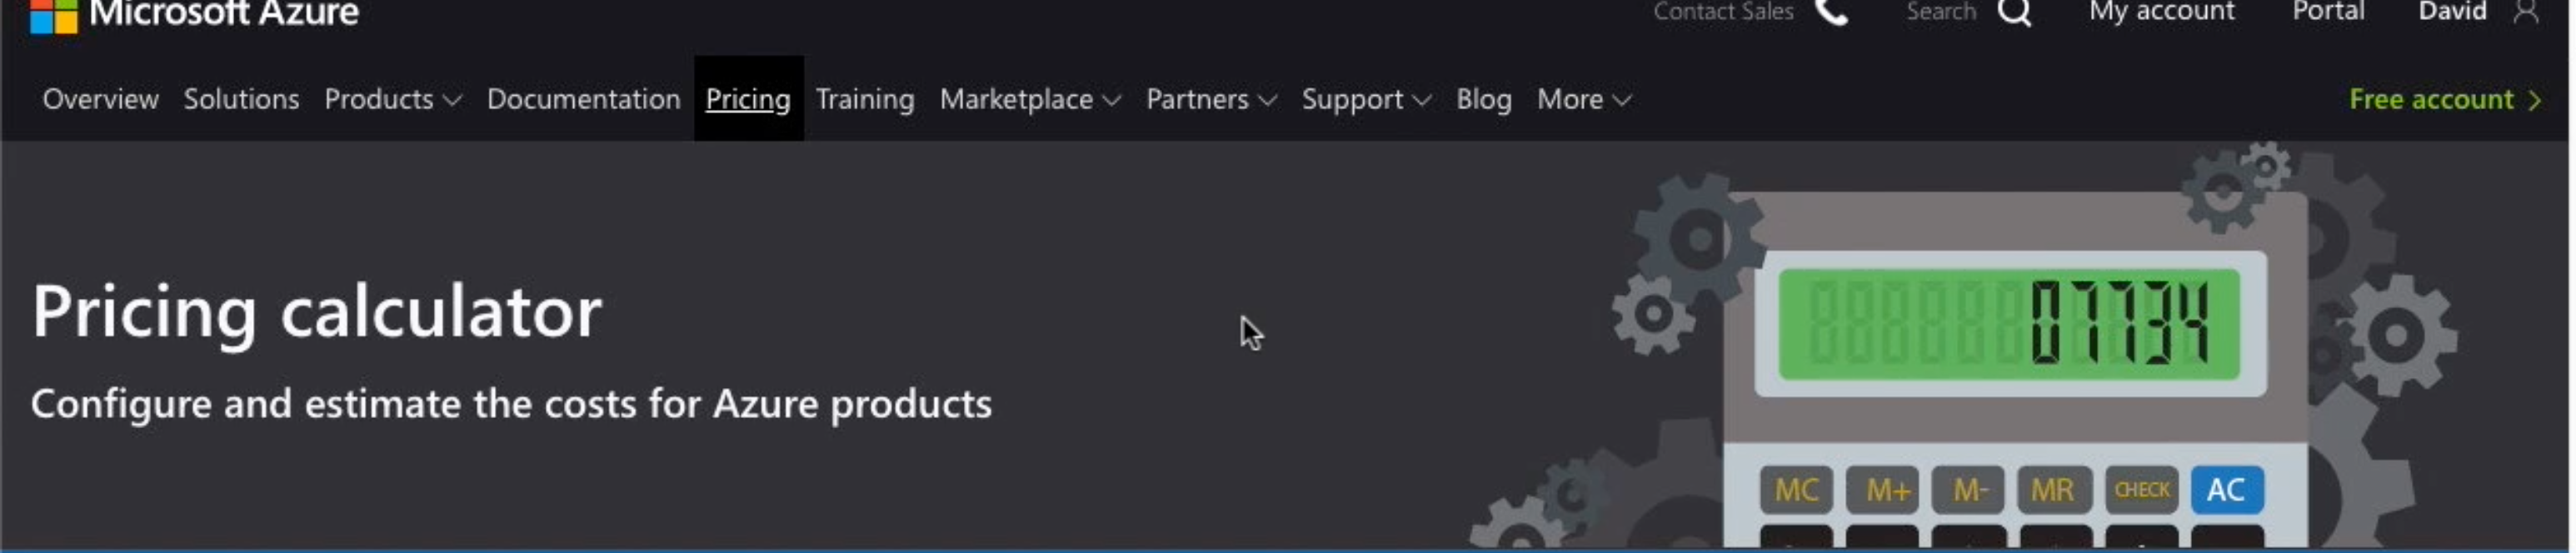 Microsoft Azure
Contact Sales Search My account Portal David
Overview Solutions Products Documentation Pricing Training Marketplace Partners Support Blog More Free account
Pricing calculator
Configure and estimate the costs for Azure products
07734
MC M+ M- MR CHECK AC